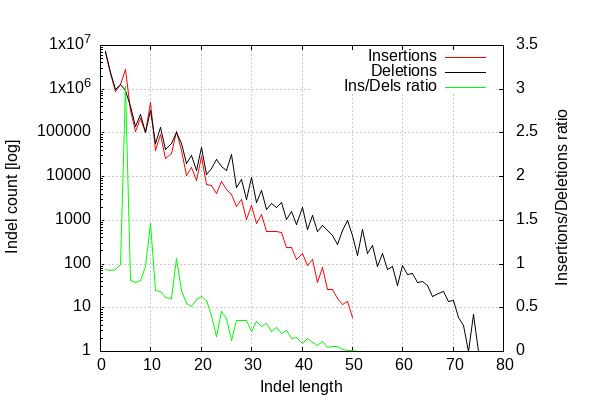 1x10^7 3.5
Insertions
Deletions
Ins/Dels ratio
1x10^6 3
100000 2.5
10000 2
1000 1.5
100 1
10 0.5
1 0
0 10 20 30 40 50 60 70 80
Indel length
Indel count [log]
Insertions/Deletions ratio